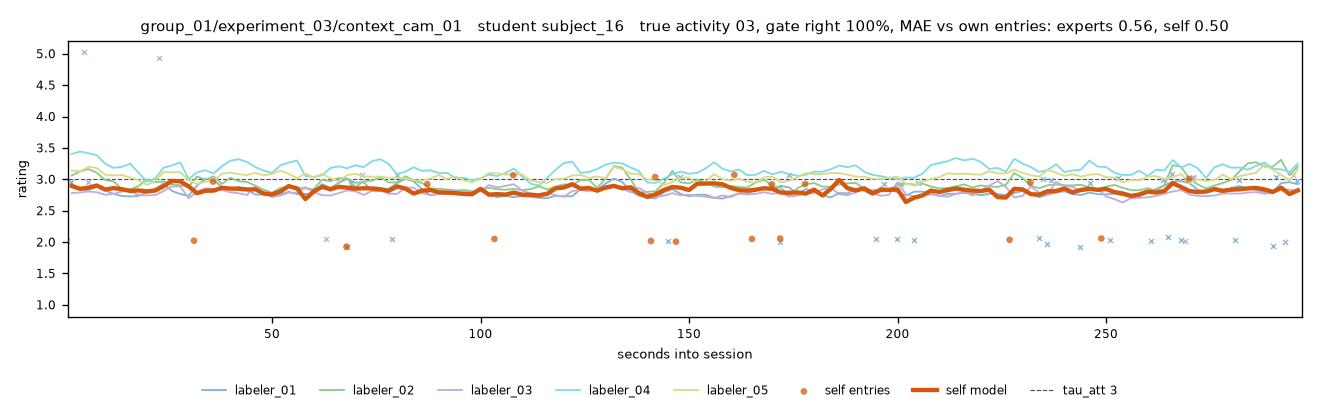 group_01/experiment_03/context_cam_01 student subject_16 true activity 03, gate right 100%, MAE vs own entries: experts 0.56, self 0.50
rating
5.0
4.5
4.0
3.5
3.0
2.5
2.0
1.5
1.0
50 100 150 200 250
seconds into session
labeler_01 labeler_02 labeler_03 labeler_04 labeler_05 self entries self model tau_att 3